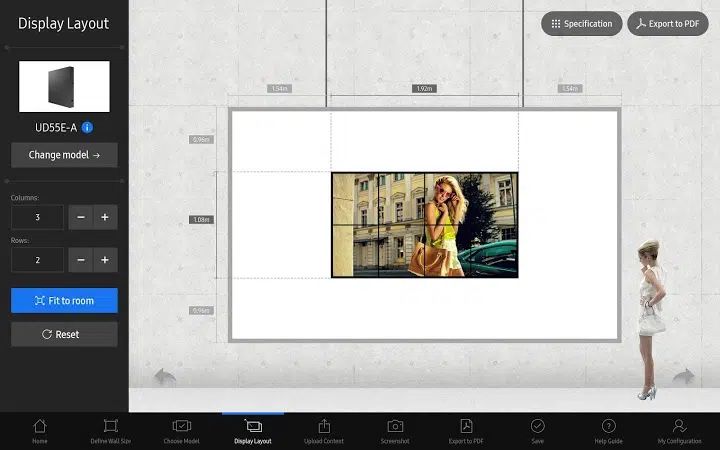 Display Layout
Specification
Export to PDF
UD55E-A i
Change model →
Columns:
3
Rows:
2
Fit to room
Reset
1.54m
1.92m
1.54m
0.96m
1.08m
0.96m
Home
Define Wall Size
Choose Model
Display Layout
Upload Content
Screenshot
Export to PDF
Save
Help Guide
My Configuration